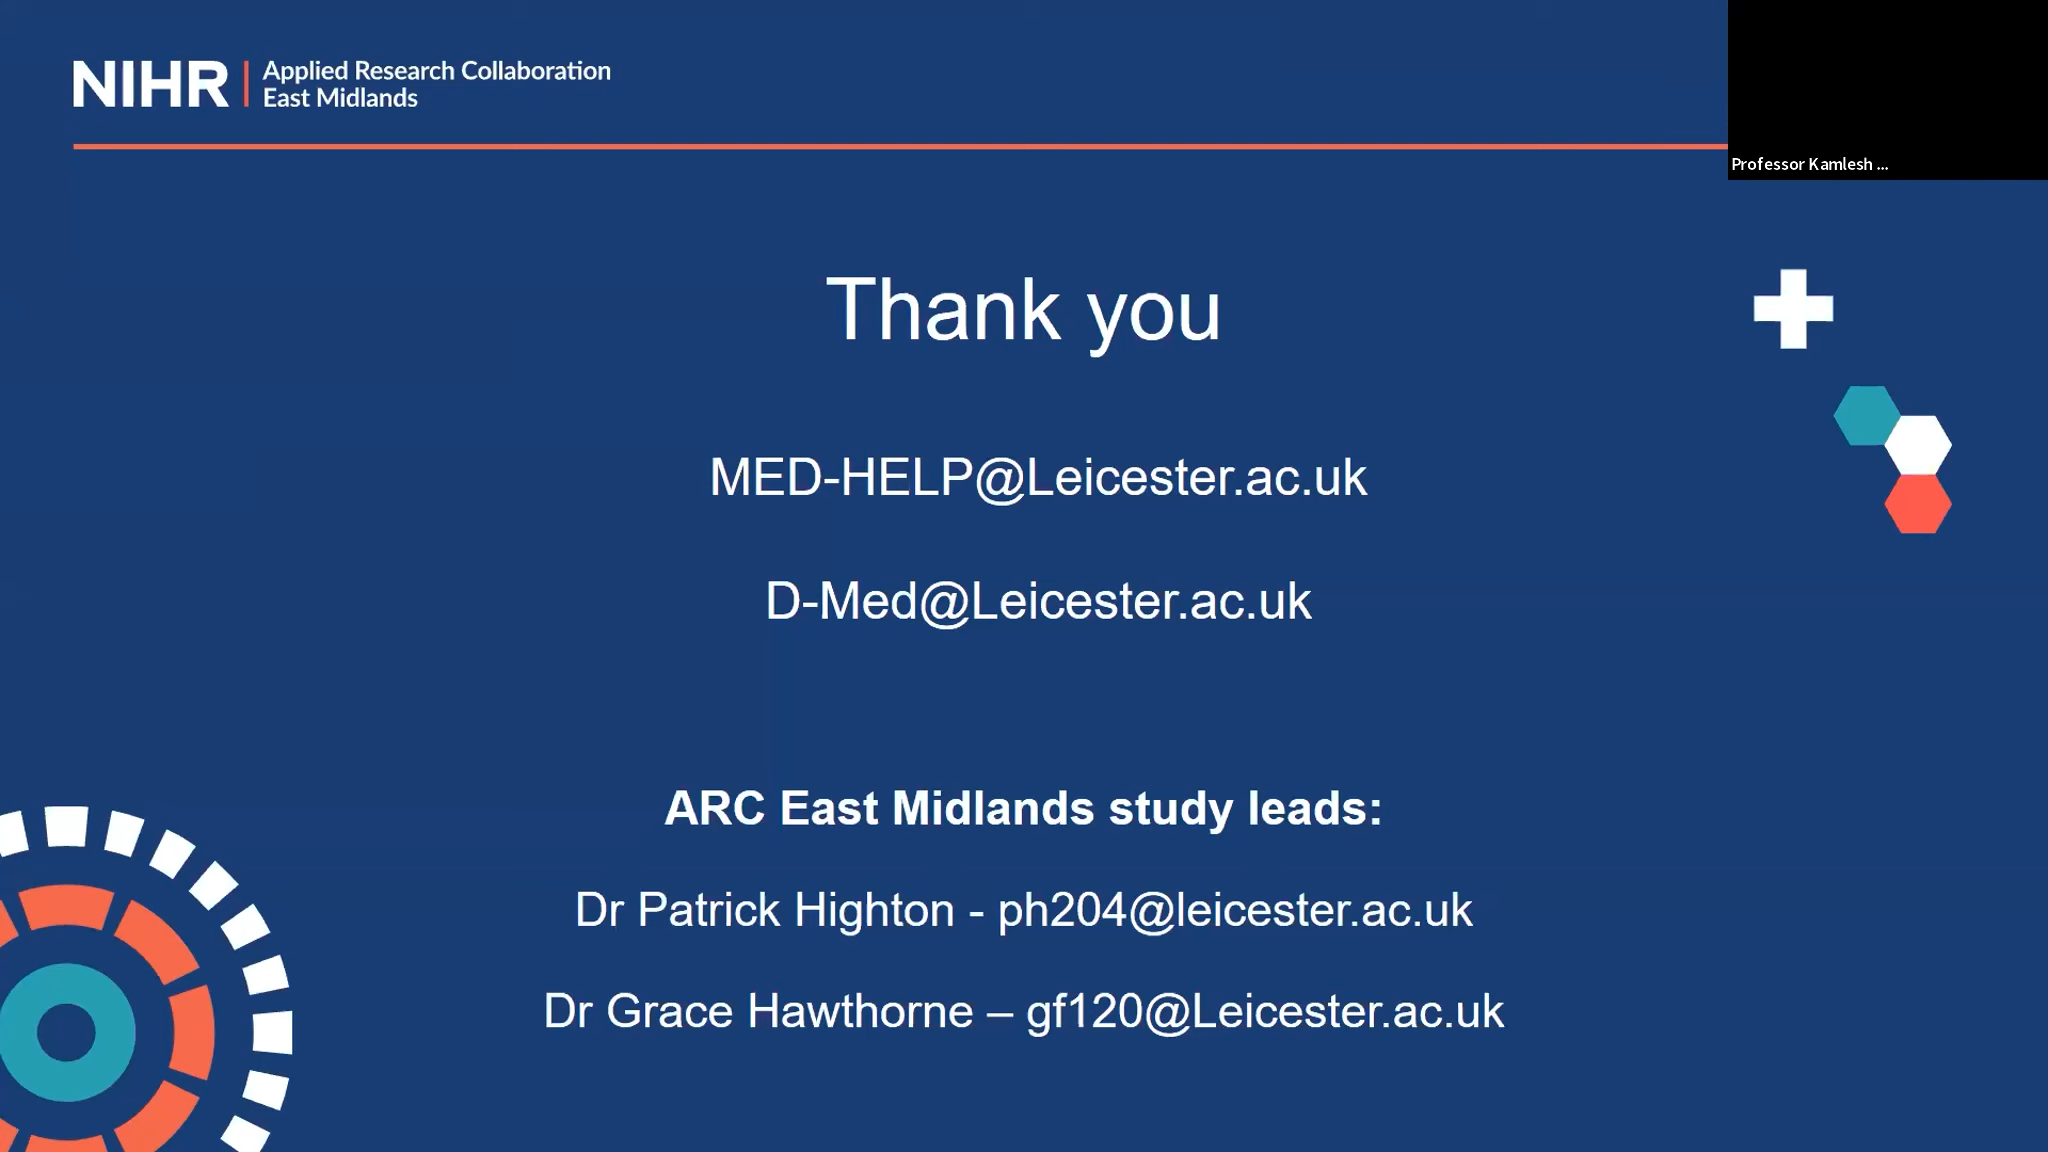 NIHR
Applied Research Collaboration
East Midlands
Professor Kamlesh ...
Thank you
MED-HELP@Leicester.ac.uk
D-Med@Leicester.ac.uk
ARC East Midlands study leads:
Dr Patrick Highton - ph204@leicester.ac.uk
Dr Grace Hawthorne – gf120@Leicester.ac.uk